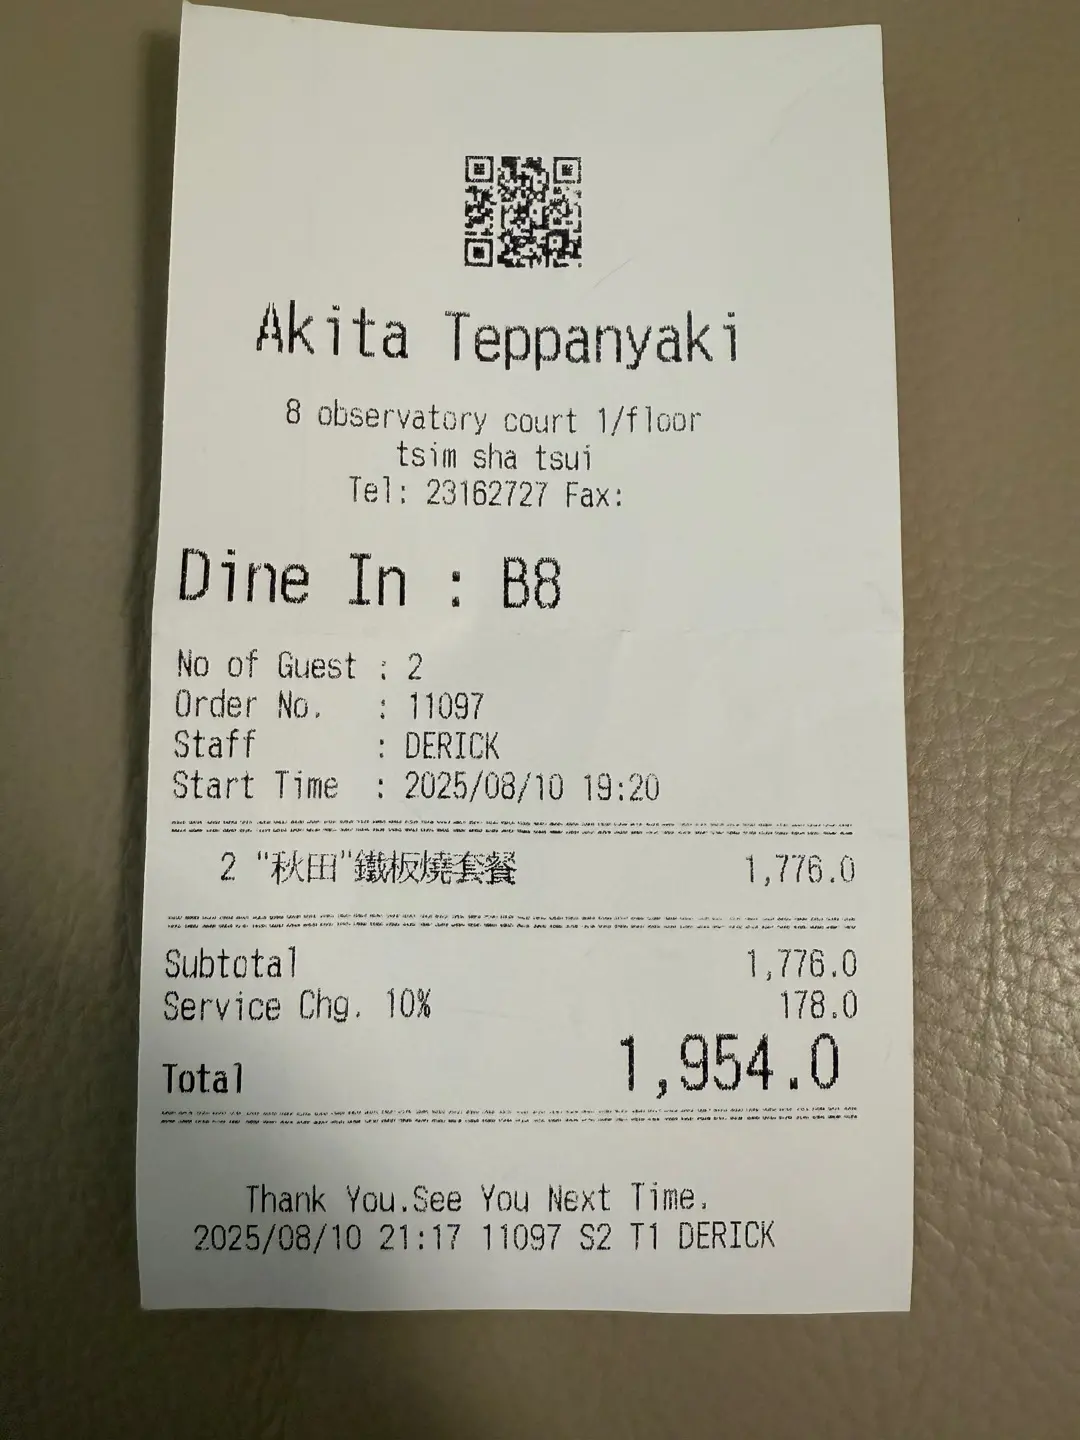 Akita Teppanyaki
8 observatory court 1/floor
tsim sha tsui
Tel: 23162727 Fax:
Dine In : B8
No of Guest : 2
Order No. : 11097
Staff : DERICK
Start Time : 2025/08/10 19:20
2 "秋田"鐵板燒套餐 1,776.0
Subtotal 1,776.0
Service Chg. 10% 178.0
Total 1,954.0
Thank You.See You Next Time.
2025/08/10 21:17 11097 S2 T1 DERICK